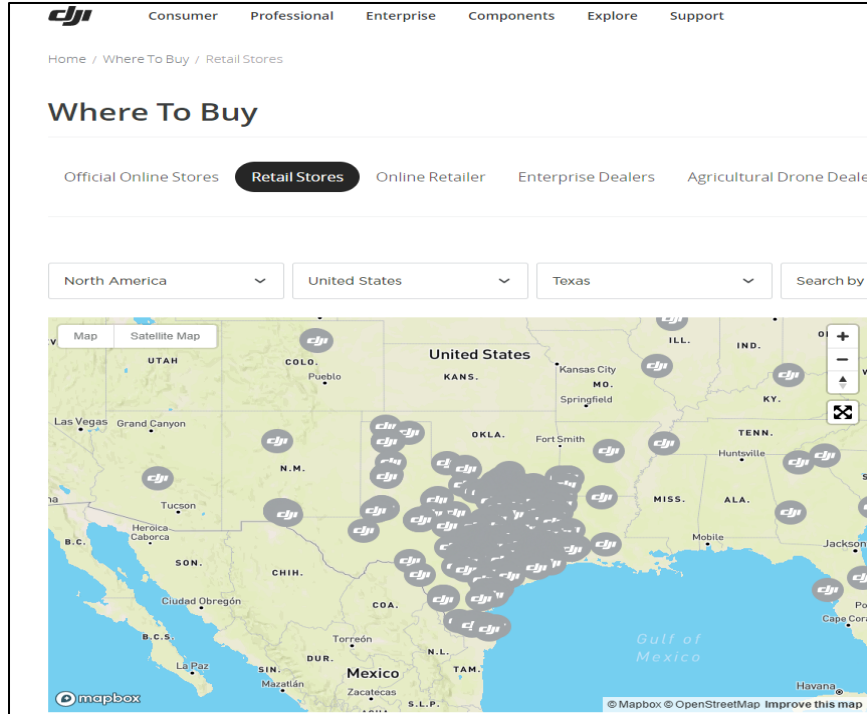 dji Consumer Professional Enterprise Components Explore Support
Home / Where To Buy / Retail Stores
Where To Buy
Official Online Stores Retail Stores Online Retailer Enterprise Dealers Agricultural Drone Deale
North America United States Texas Search by
Map Satellite Map
UTAH
COLO.
Pueblo
United States
KANS.
Kansas City
MO.
Springfield
ILL.
IND.
KY.
Las Vegas Grand Canyon
N.M.
OKLA.
Fort Smith
TENN.
Huntsville
Tucson
MISS.
ALA.
Heroica
Caborca
B.C.
SON.
CHIH.
Mobile
Jackson
Ciudad Obregón
COA.
B.C.S.
Torreón
N.L.
Gulf of
Mexico
Cape Cor
La Paz
SIN.
DUR.
Mexico
TAM.
Mazatlán
Zacatecas
S.L.P.
Havana
mapbox
© Mapbox © OpenStreetMap Improve this map